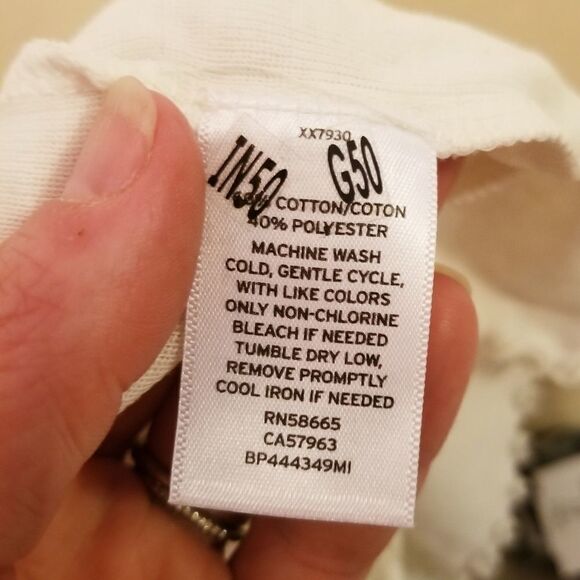 XX7930
IN50 G50
COTTON/COTON
40% POLYESTER
MACHINE WASH
COLD, GENTLE CYCLE,
WITH LIKE COLORS
ONLY NON-CHLORINE
BLEACH IF NEEDED
TUMBLE DRY LOW,
REMOVE PROMPTLY
COOL IRON IF NEEDED
RN58665
CA57963
BP444349MI